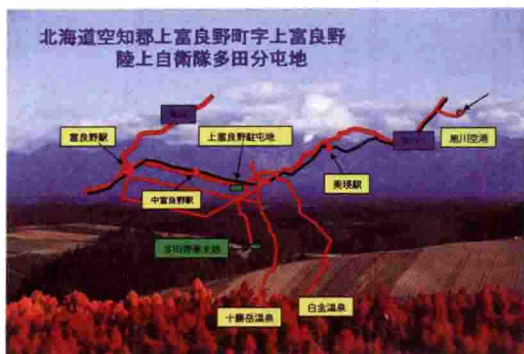 北海道空知郡上富良野町字上富良野
陸上自衛隊多田分屯地
富良野駅
上富良野駐屯地
旭川空港
中富良野駅
美瑛駅
十勝岳温泉
白金温泉